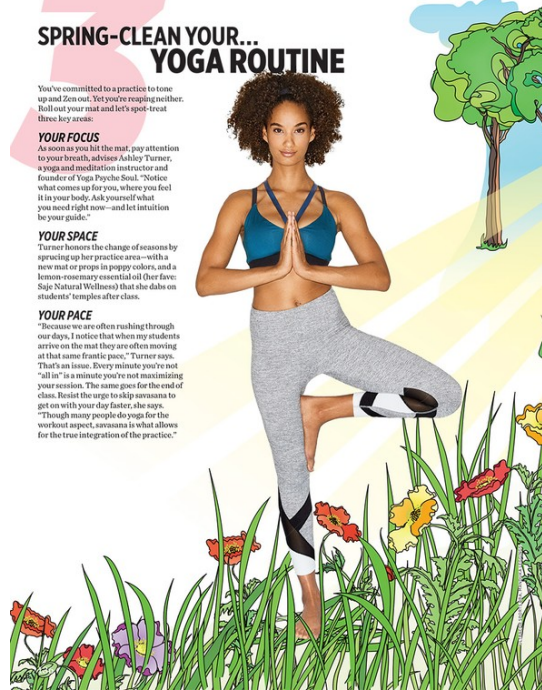 3
SPRING-CLEAN YOUR...
YOGA ROUTINE
You've committed to a practice to tone
up and Zen out. Yet you're reaping neither.
Roll out your mat and let's spot-treat
three key areas:
YOUR FOCUS
As soon as you hit the mat, pay attention
to your breath, advises Ashley Turner,
a yoga and meditation instructor and
founder of Yoga Psyche Soul. "Notice
what comes up for you, where you feel
it in your body. Ask yourself what
you need right now—and let intuition
be your guide."
YOUR SPACE
Turner honors the change of seasons by
sprucing up her practice area—with a
new mat or props in poppy colors, and a
lemon-rosemary essential oil (her fave:
Saje Natural Wellness) that she dabs on
students' temples after class.
YOUR PACE
"Because we are often rushing through
our days, I notice that when my students
arrive on the mat they are often moving
at that same frantic pace," Turner says.
That's an issue. Every minute you're not
"all in" is a minute you're not maximizing
your session. The same goes for the end of
class. Resist the urge to skip savasana to
get on with your day faster, she says.
"Though many people do yoga for the
workout aspect, savasana is what allows
for the true integration of the practice."